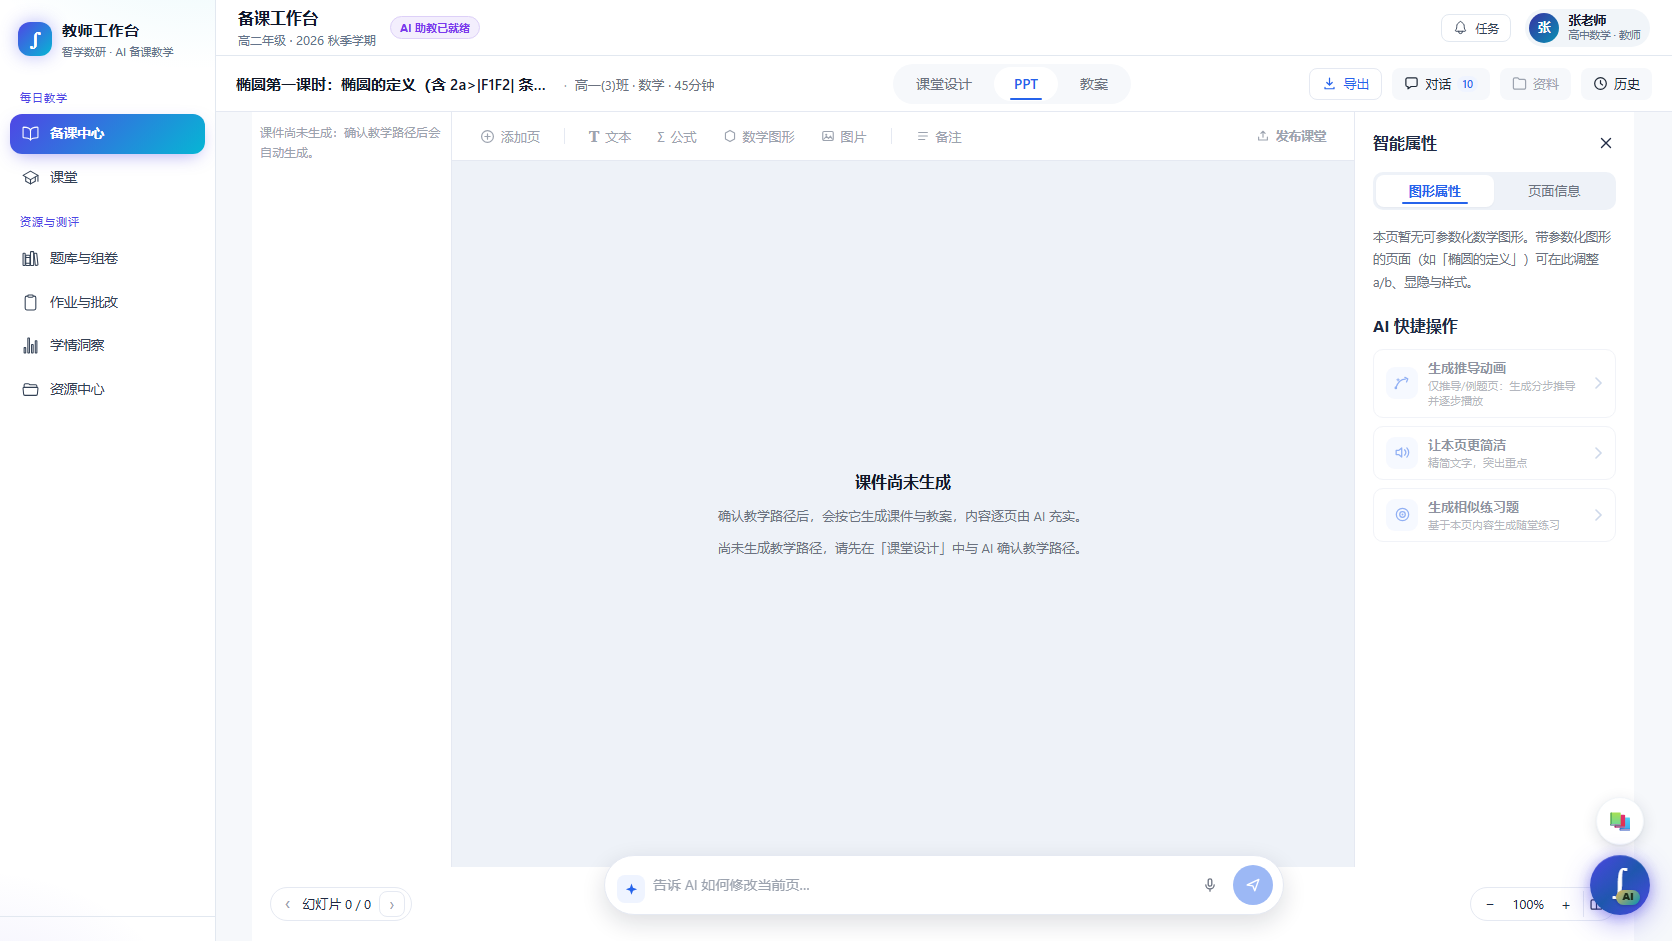 教师工作台
智学数研 · AI 备课教学
每日教学
备课中心
课堂
资源与测评
题库与组卷
作业与批改
学情洞察
资源中心
备课工作台
高二年级 · 2026 秋季学期
AI 助教已就绪
任务
张
张老师
高中数学 · 教师
椭圆第一课时：椭圆的定义（含 2a>|F1F2| 条...
· 高一(3)班 · 数学 · 45分钟
课堂设计
PPT
教案
导出
对话 10
资料
历史
课件尚未生成：确认教学路径后会
自动生成。
添加页
T 文本
Σ 公式
数学图形
图片
备注
发布课堂
课件尚未生成
确认教学路径后，会按它生成课件与教案，内容逐页由 AI 充实。
尚未生成教学路径，请先在「课堂设计」中与 AI 确认教学路径。
智能属性
图形属性
页面信息
本页暂无可参数化数学图形。带参数化图形
的页面（如「椭圆的定义」）可在此调整
a/b、显隐与样式。
AI 快捷操作
生成推导动画
仅推导/例题页：生成分步推导
并逐步播放
让本页更简洁
精简文字，突出重点
生成相似练习题
基于本页内容生成随堂练习
幻灯片 0 / 0
告诉 AI 如何修改当前页...
− 100% +
AI